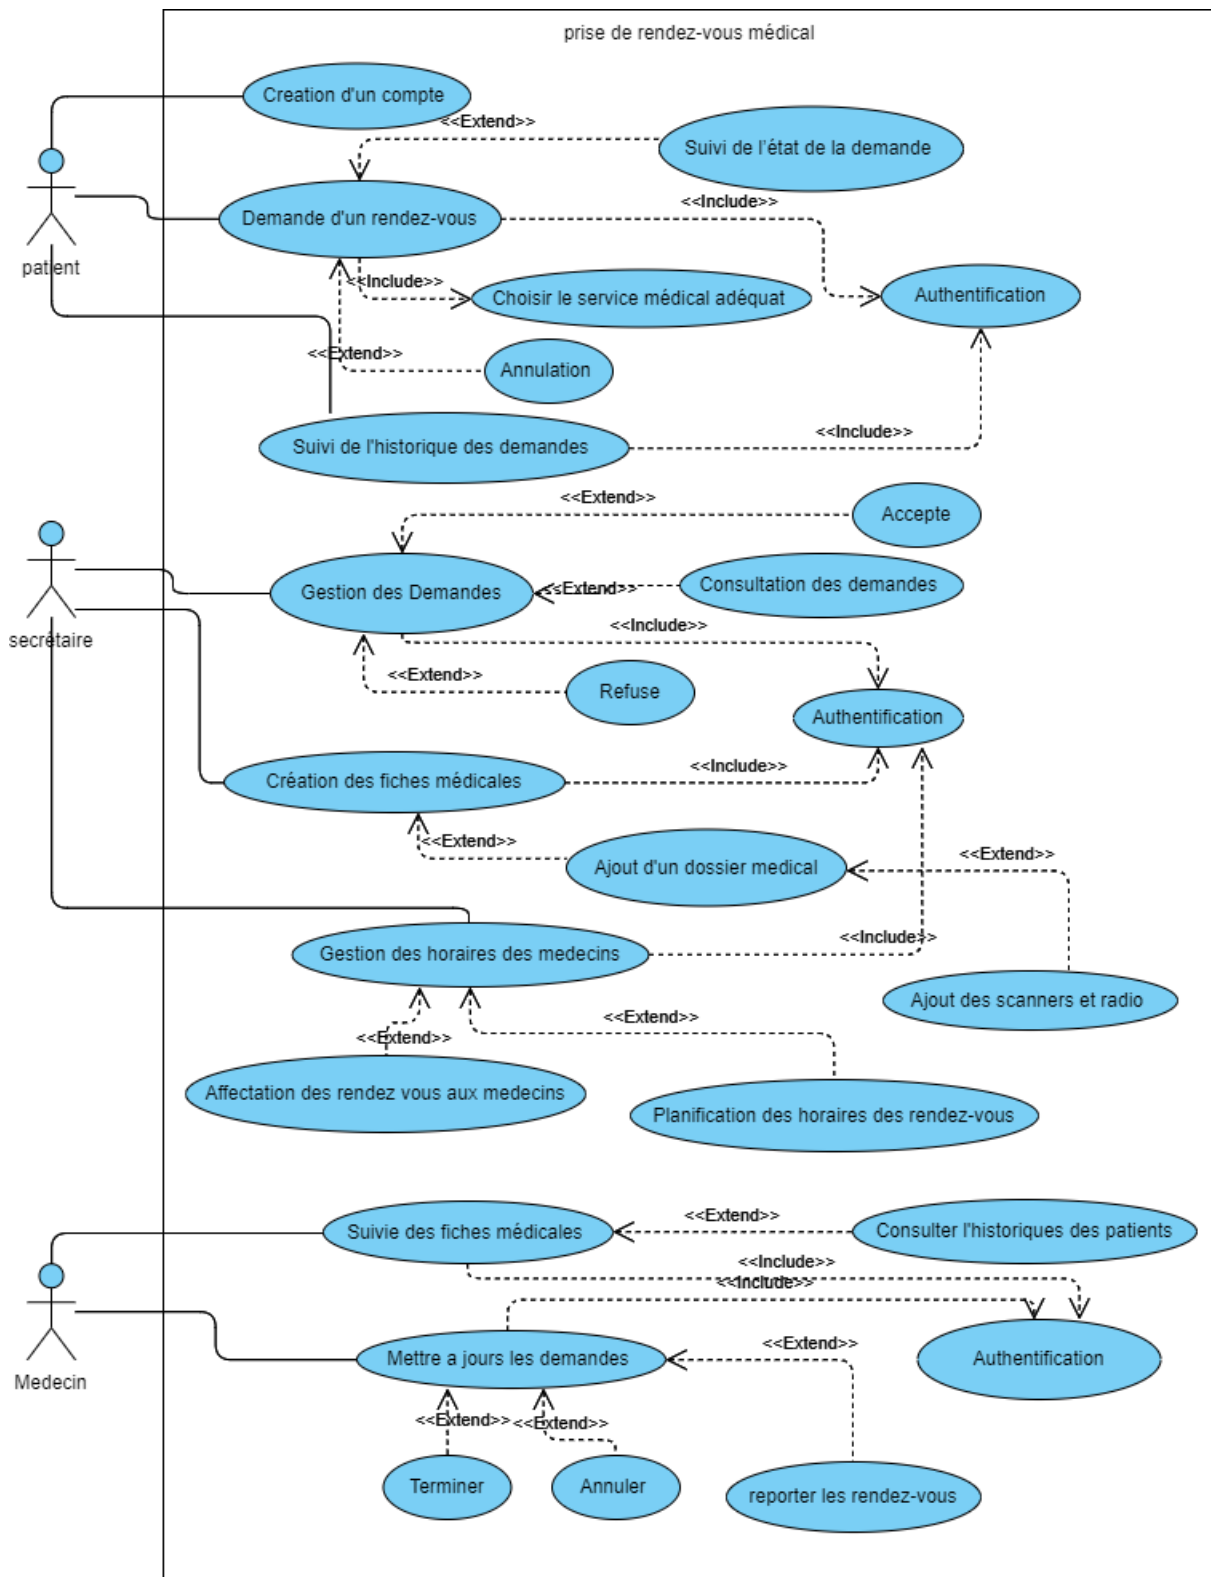 prise de rendez-vous médical
Creation d'un compte
<<Extend>>
Suivi de l'état de la demande
<<Include>>
Demande d'un rendez-vous
patient
<<Include>>
Choisir le service médical adéquat
Authentification
<<Extend>>
Annulation
<<Include>>
Suivi de l'historique des demandes
<<Extend>>
Accepte
<<Extend>>
Consultation des demandes
Gestion des Demandes
<<Include>>
secrétaire
<<Extend>>
Refuse
Authentification
<<Include>>
Création des fiches médicales
<<Extend>>
<<Extend>>
Ajout d'un dossier medical
<<Include>>
Gestion des horaires des medecins
Ajout des scanners et radio
<<Extend>>
<<Extend>>
Affectation des rendez vous aux medecins
Planification des horaires des rendez-vous
<<Extend>>
Suivie des fiches médicales
Consulter l'historiques des patients
<<Include>>
<<Include>>
<<Extend>>
Mettre a jours les demandes
Authentification
Medecin
<<Extend>>
<<Extend>>
Terminer
Annuler
reporter les rendez-vous